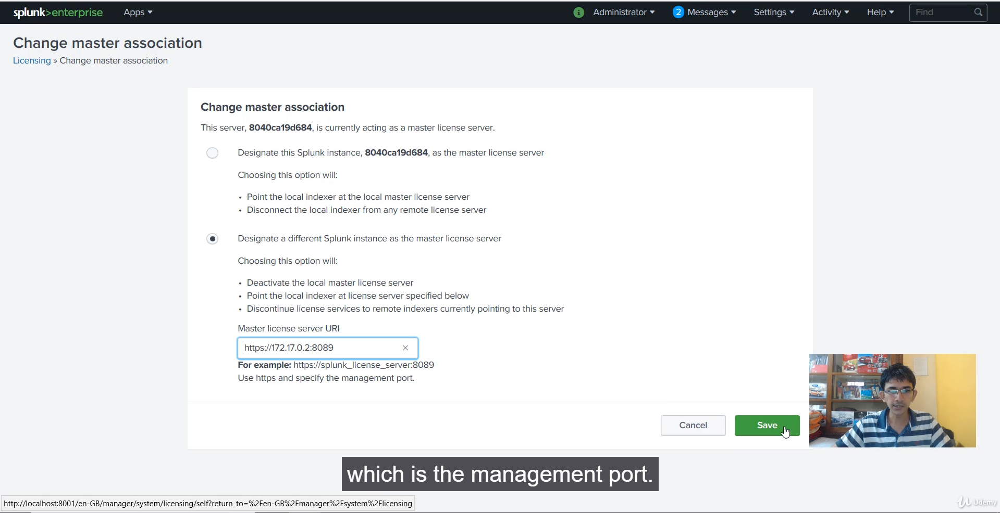 splunk>enterprise Apps i Administrator 2 Messages Settings Activity Help Find
Change master association
Licensing » Change master association
Change master association
This server, 8040ca19d684, is currently acting as a master license server.
Designate this Splunk instance, 8040ca19d684, as the master license server
Choosing this option will:
• Point the local indexer at the local master license server
• Disconnect the local indexer from any remote license server
Designate a different Splunk instance as the master license server
Choosing this option will:
• Deactivate the local master license server
• Point the local indexer at license server specified below
• Discontinue license services to remote indexers currently pointing to this server
Master license server URI
https://172.17.0.2:8089
For example: https://splunk_license_server:8089
Use https and specify the management port.
Cancel Save
which is the management port.
http://localhost:8001/en-GB/manager/system/licensing/self?return_to=%2Fen-GB%2Fmanager%2Fsystem%2Flicensing
Udemy